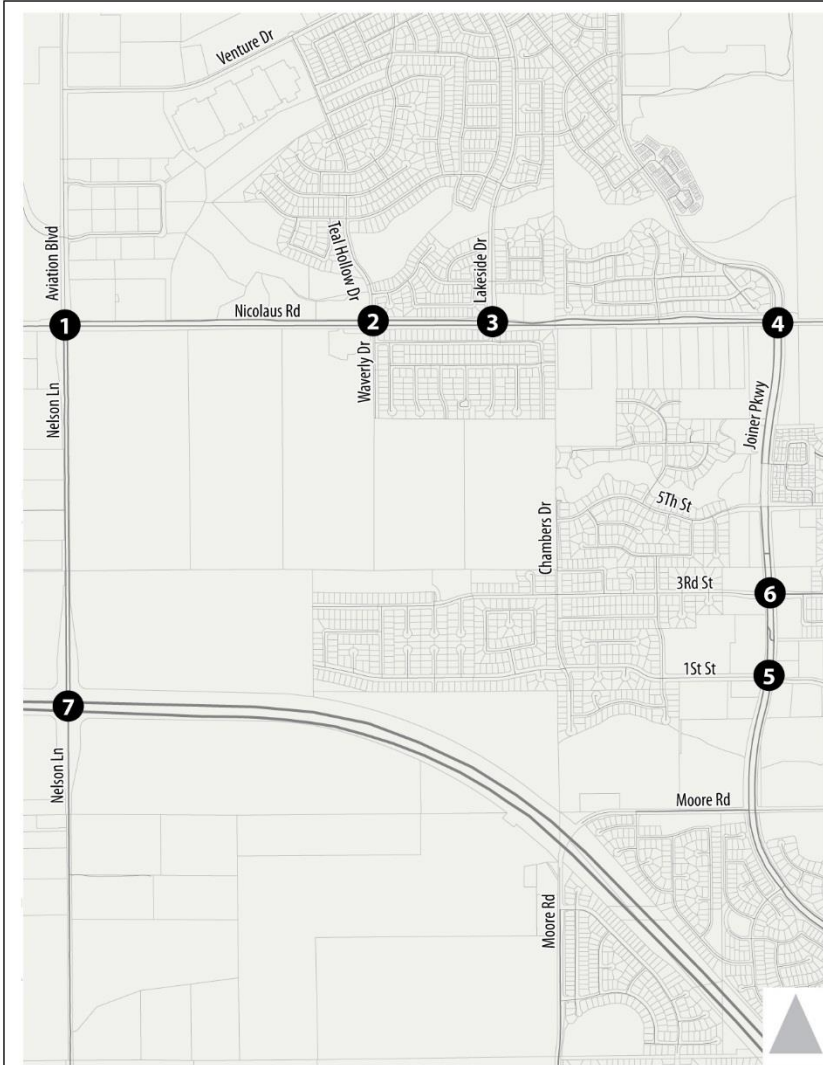 Venture Dr
Aviation Blvd
Teal Hollow Dr
Lakeside Dr
Nicolaus Rd
1
2
3
4
Nelson Ln
Waverly Dr
Joiner Pkwy
5Th St
Chambers Dr
3Rd St
6
1St St
5
7
Nelson Ln
Moore Rd
Moore Rd